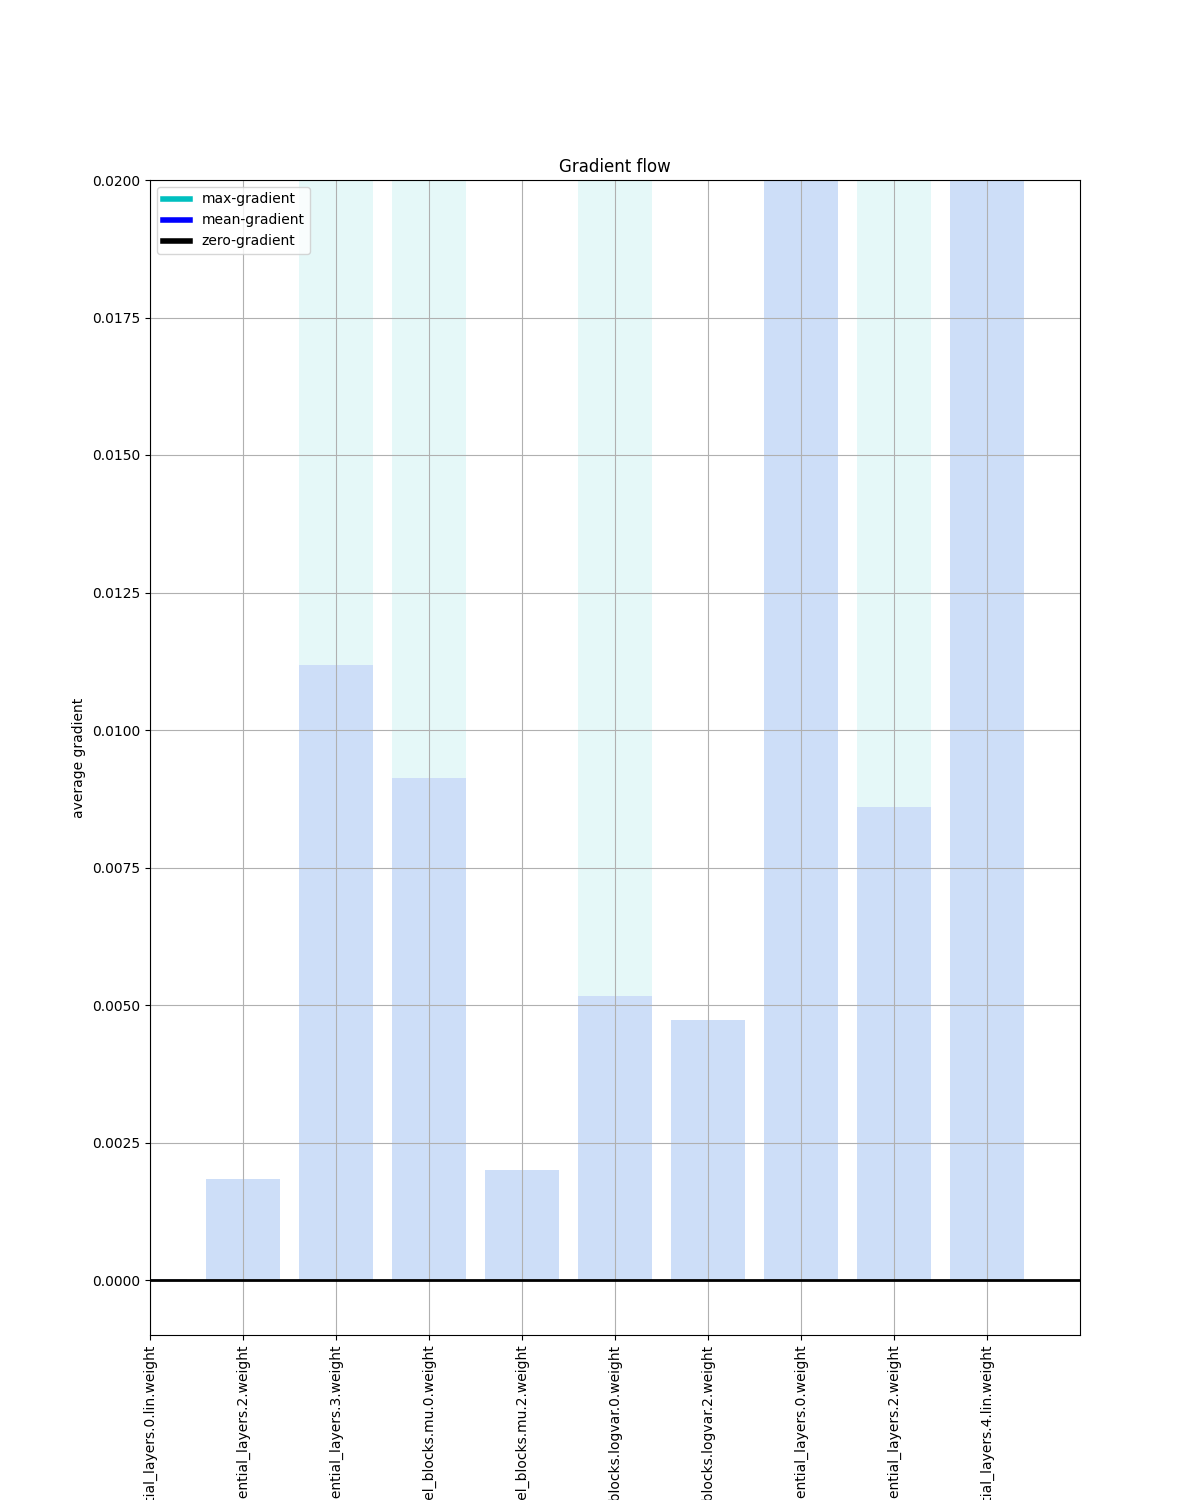 Gradient flow
max-gradient
mean-gradient
zero-gradient
0.0200
0.0175
0.0150
0.0125
0.0100
0.0075
0.0050
0.0025
0.0000
average gradient
tial_layers.0.lin.weight
ential_layers.2.weight
ential_layers.3.weight
el_blocks.mu.0.weight
el_blocks.mu.2.weight
blocks.logvar.0.weight
blocks.logvar.2.weight
ential_layers.0.weight
ential_layers.2.weight
tial_layers.4.lin.weight